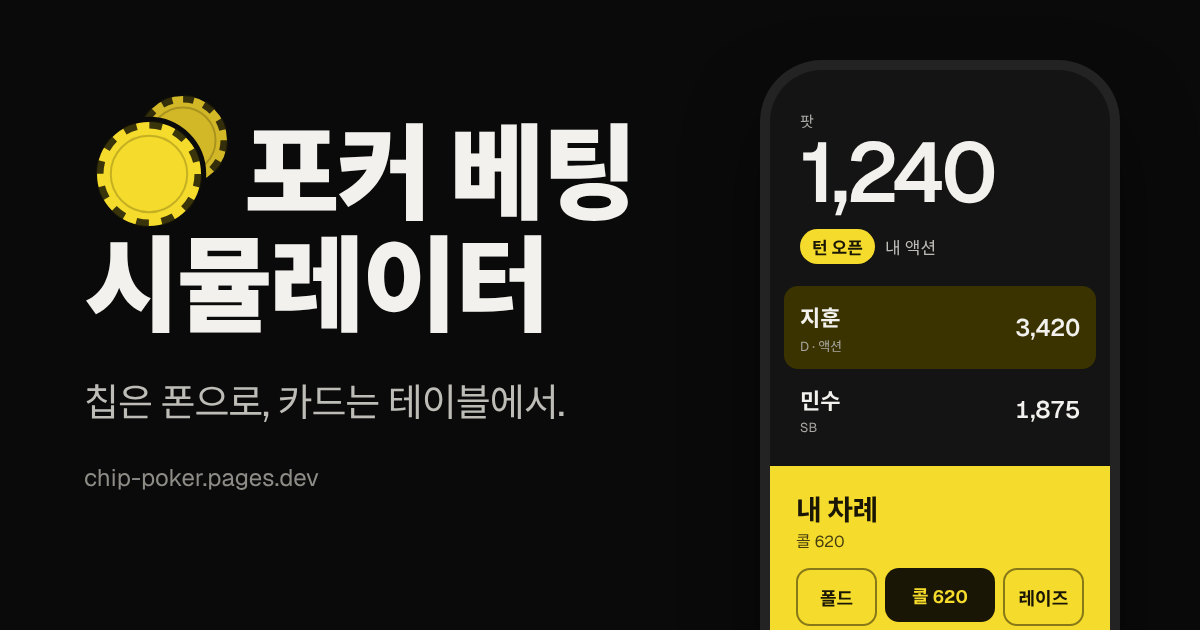 포커 베팅
시뮬레이터
칩은 폰으로, 카드는 테이블에서.
chip-poker.pages.dev
팟
1,240
턴 오픈 내 액션
지훈 3,420
D · 액션
민수 1,875
SB
내 차례
콜 620
폴드 콜 620 레이즈